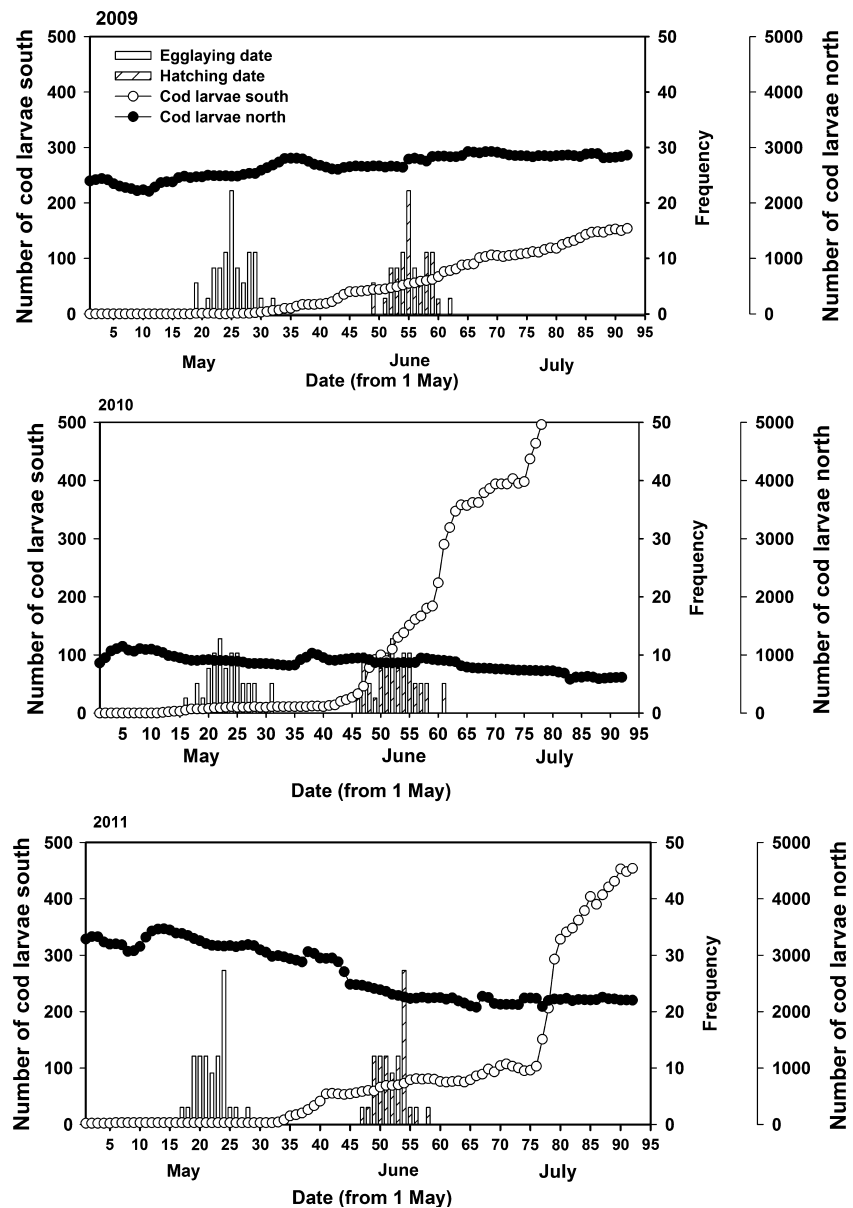 2009
500
400
300
200
100
0
Number of cod larvae south
Egglaying date
Hatching date
Cod larvae south
Cod larvae north
50
40
30
20
10
0
Frequency
5000
4000
3000
2000
1000
0
Number of cod larvae north
5 10 15 20 25 30 35 40 45 50 55 60 65 70 75 80 85 90 95
May June July
Date (from 1 May)
2010
500
400
300
200
100
0
Number of cod larvae south
50
40
30
20
10
0
Frequency
5000
4000
3000
2000
1000
0
Number of cod larvae north
5 10 15 20 25 30 35 40 45 50 55 60 65 70 75 80 85 90 95
May June July
Date (from 1 May)
2011
500
400
300
200
100
0
Number of cod larvae south
50
40
30
20
10
0
Frequency
5000
4000
3000
2000
1000
0
Number of cod larvae north
5 10 15 20 25 30 35 40 45 50 55 60 65 70 75 80 85 90 95
May June July
Date (from 1 May)